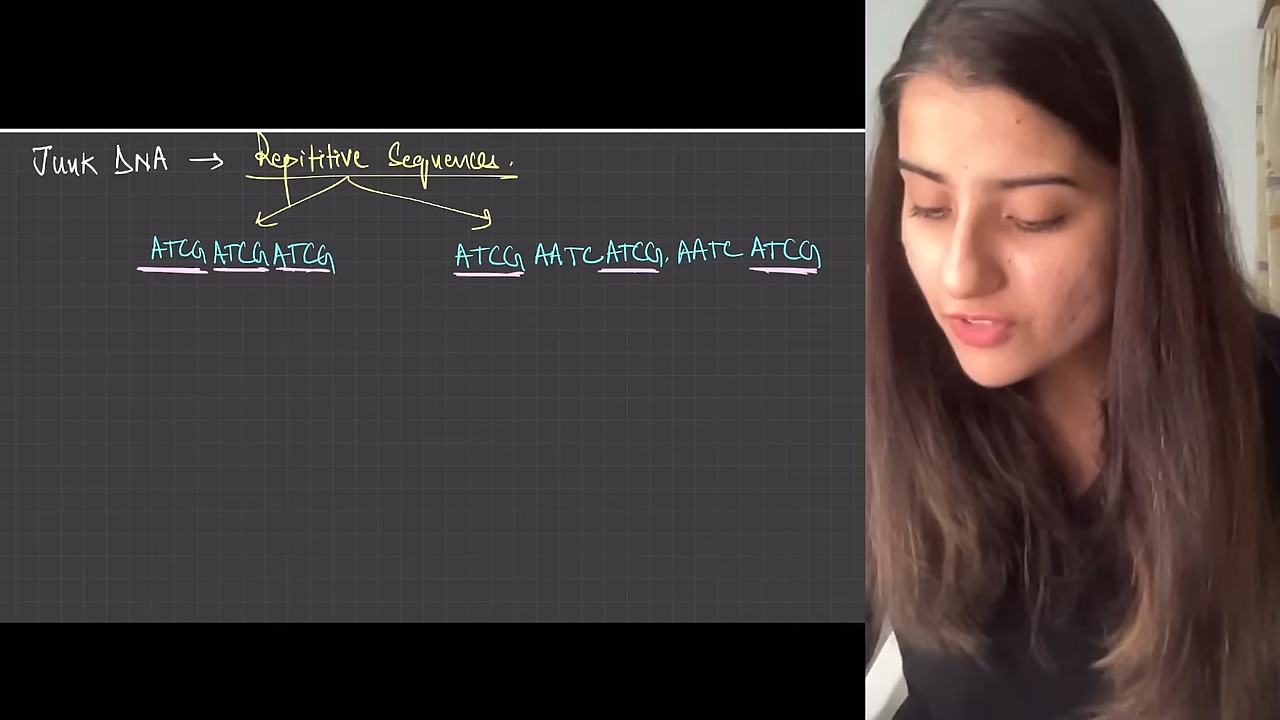 Junk DNA → Repititive Sequences.
ATCG ATCG ATCG ATCG AATC ATCG. AATC ATCG